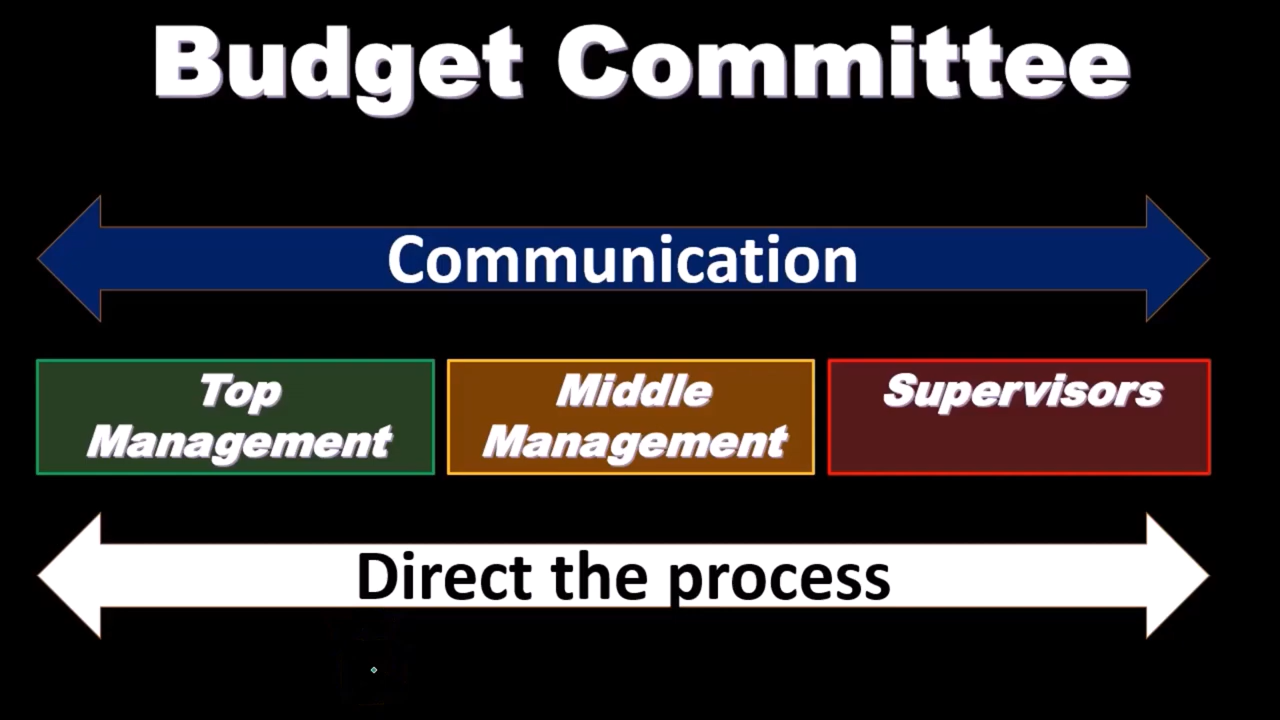 Budget Committee
Communication
Top
Management
Middle
Management
Supervisors
Direct the process